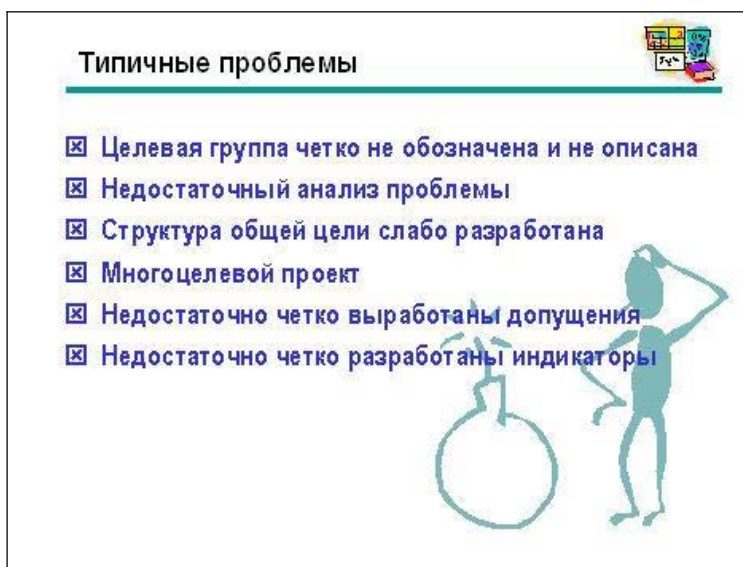 Типичные проблемы
Целевая группа четко не обозначена и не описана
Недостаточный анализ проблемы
Структура общей цели слабо разработана
Многоцелевой проект
Недостаточно четко выработаны допущения
Недостаточно четко разработаны индикаторы